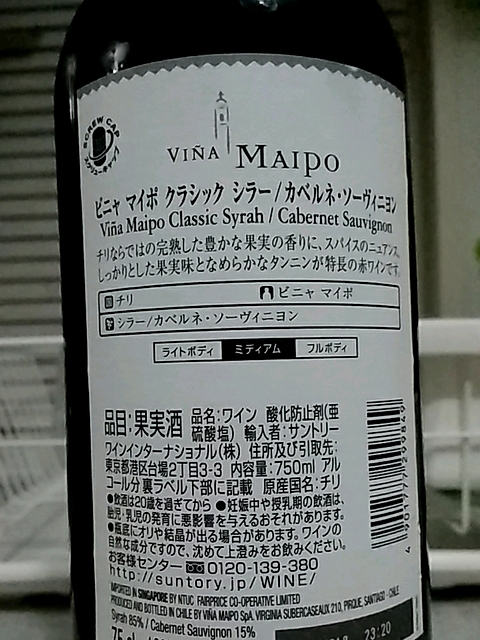 SCREW CAP
スクリューキャップ
VIÑA MAIPO
ビニャ マイポ クラシック シラー/カベルネ・ソーヴィニヨン
Viña Maipo Classic Syrah / Cabernet Sauvignon
チリならではの完熟した豊かな果実の香りに、スパイスのニュアンス。
しっかりとした果実味となめらかなタンニンが特長の赤ワインです。
チリ ビニャ マイポ
シラー/カベルネ・ソーヴィニヨン
ライトボディ ミディアム フルボディ
品目:果実酒 品名:ワイン 酸化防止剤(亜
硫酸塩) 輸入者:サントリー
ワインインターナショナル(株) 住所及び引取先:
東京都港区台場2丁目3-3 内容量:750ml アル
コール分 裏ラベル下部に記載 原産国名:チリ
●飲酒は20歳を過ぎてから ●妊娠中や授乳期の飲酒は、
胎児・乳児の発育に悪影響を与えるおそれがあります。
●瓶底にオリや結晶が出る場合があります。ワインの
自然な成分ですので、沈めて上澄みをお飲みください。
お客様センター 0120-139-380
http://suntory.jp/WINE/
IMPORTED IN SINGAPORE BY NTUC FAIRPRICE CO-OPERATIVE LIMITED
PRODUCED AND BOTTLED IN CHILE BY VIÑA MAIPO SpA. VIRGINIA SUBERCASEAUX 210, PIRQUE, SANTIAGO - CHILE
Syrah 85% / Cabernet Sauvignon 15%
23:20